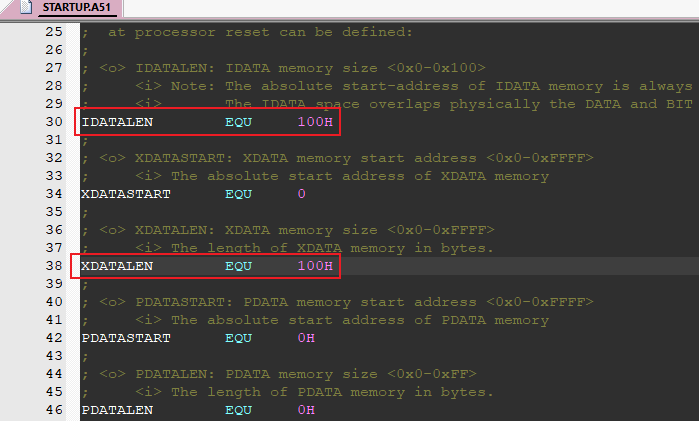 STARTUP.A51
25 ;  at processor reset can be defined:
26 ;
27 ; <o> IDATALEN: IDATA memory size <0x0-0x100>
28 ;     <i> Note: The absolute start-address of IDATA memory is always
29 ;     <i>       The IDATA space overlaps physically the DATA and BIT
30 IDATALEN        EQU     100H
31 ;
32 ; <o> XDATASTART: XDATA memory start address <0x0-0xFFFF>
33 ;     <i> The absolute start address of XDATA memory
34 XDATASTART      EQU     0
35 ;
36 ; <o> XDATALEN: XDATA memory size <0x0-0xFFFF>
37 ;     <i> The length of XDATA memory in bytes.
38 XDATALEN        EQU     100H
39 ;
40 ; <o> PDATASTART: PDATA memory start address <0x0-0xFFFF>
41 ;     <i> The absolute start address of PDATA memory
42 PDATASTART      EQU     0H
43 ;
44 ; <o> PDATALEN: PDATA memory size <0x0-0xFF>
45 ;     <i> The length of PDATA memory in bytes.
46 PDATALEN        EQU     0H